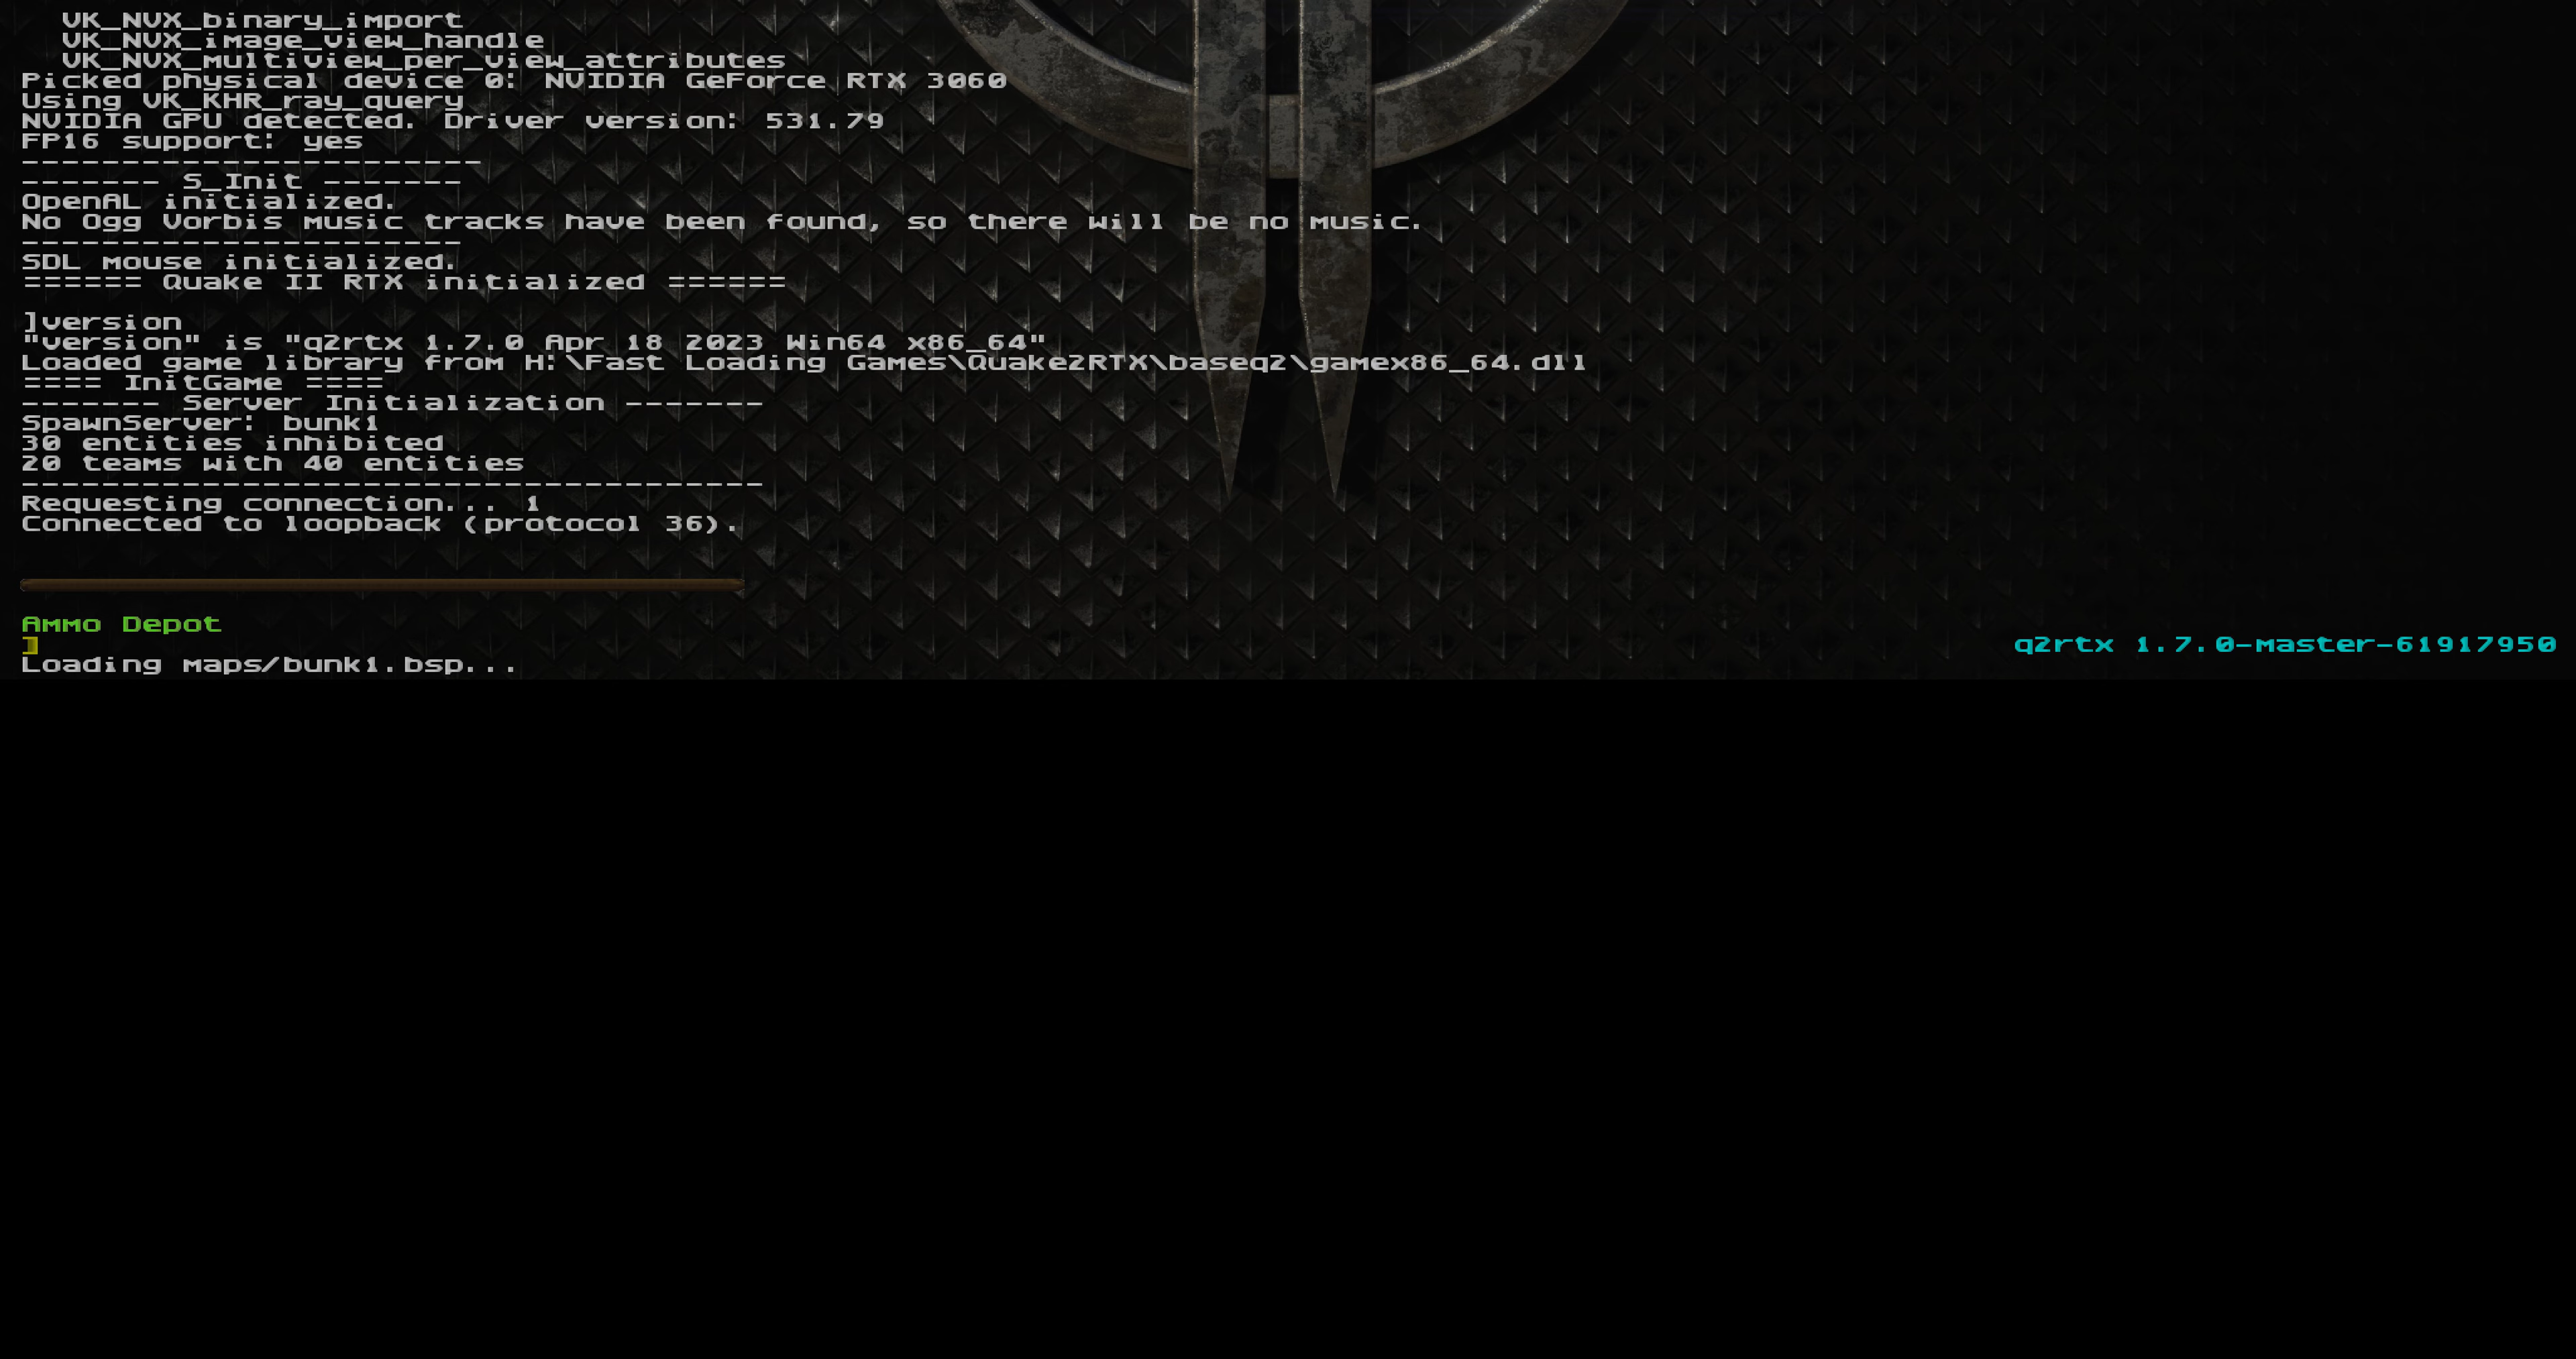 VK_NVX_binary_import
VK_NVX_image_view_handle
VK_NVX_multiview_per_view_attributes
Picked physical device 0: NVIDIA GeForce RTX 3060
Using VK_KHR_ray_query
NVIDIA GPU detected. Driver version: 531.79
FP16 support: yes
-----------------------
------- S_Init -------
OpenAL initialized.
No Ogg Vorbis music tracks have been found, so there will be no music.
----------------------
SDL mouse initialized.
====== Quake II RTX initialized ======
]version
"version" is "q2rtx 1.7.0 Apr 18 2023 Win64 x86_64"
Loaded game library from H:\Fast Loading Games\Quake2RTX\baseq2\gamex86_64.dll
==== InitGame ====
------- Server Initialization -------
SpawnServer: bunk1
30 entities inhibited
20 teams with 40 entities
-------------------------------------
Requesting connection... 1
Connected to loopback (protocol 36).
Ammo Depot
]
q2rtx 1.7.0-master-61917950
Loading maps/bunk1.bsp...